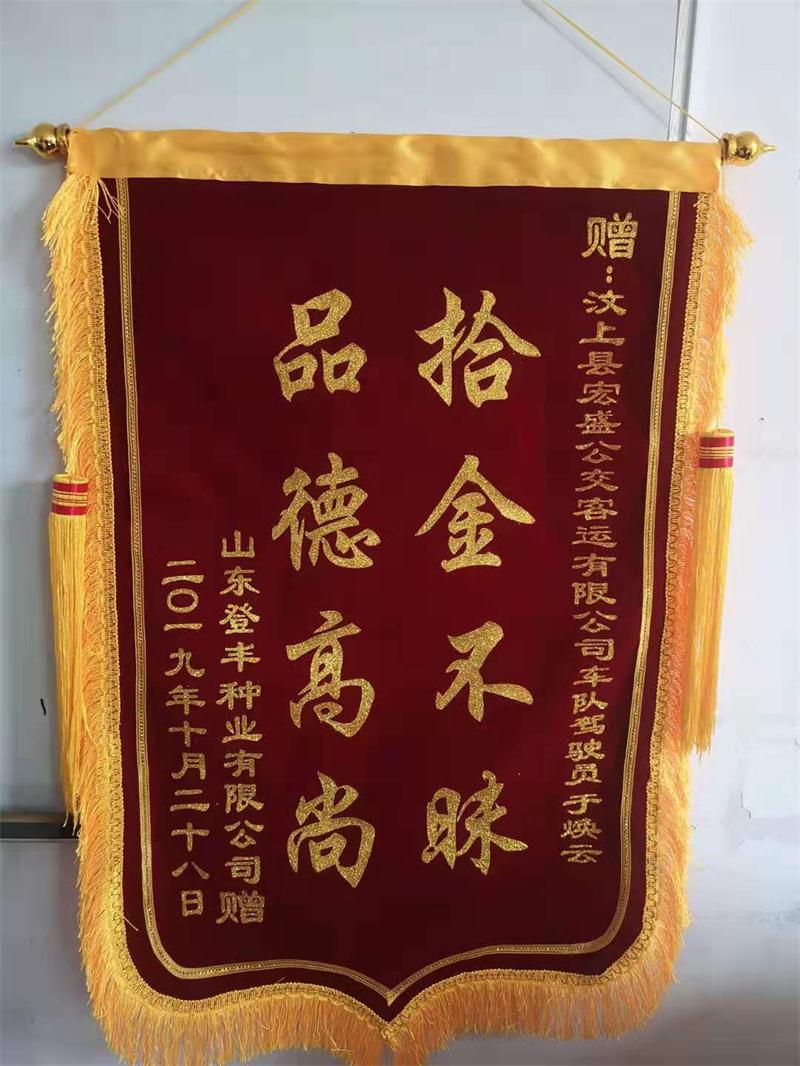 赠：汶上县宏盛公交客运有限公司车队驾驶员于焕云
拾金不昧
品德高尚
山东登丰种业有限公司赠
二〇一九年十月二十八日